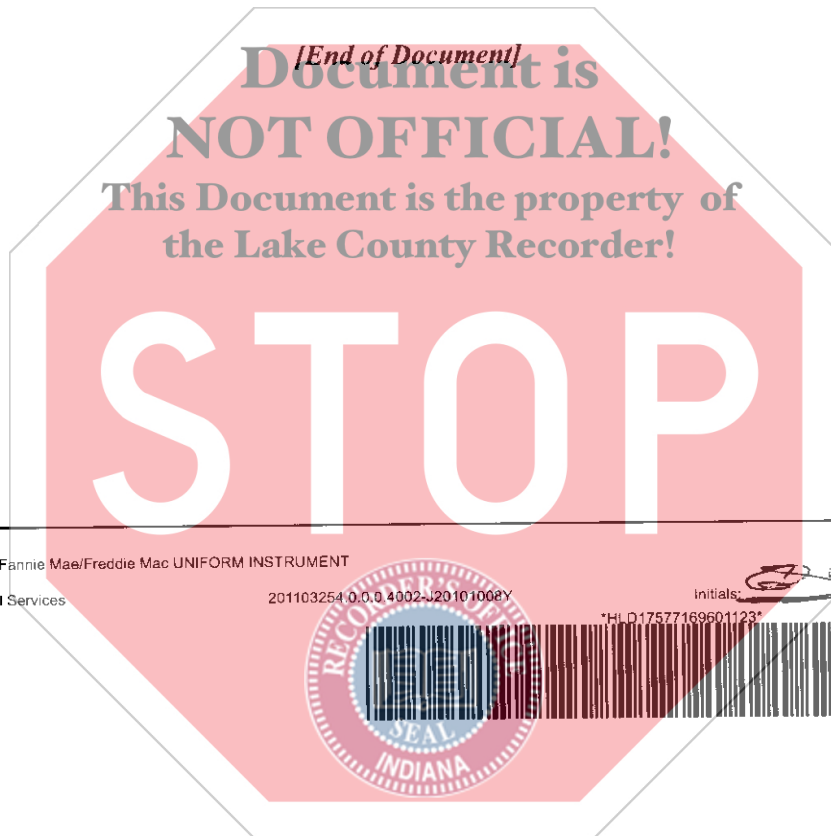 [End of Document]
Document is
NOT OFFICIAL!
This Document is the property of
the Lake County Recorder!
STOP
Fannie Mae/Freddie Mac UNIFORM INSTRUMENT
l Services
201103254.0.0.0.4002-J20101008Y
Initials:
*HLD17577169601123*
RECORDER'S OFFICE
SEAL
INDIANA